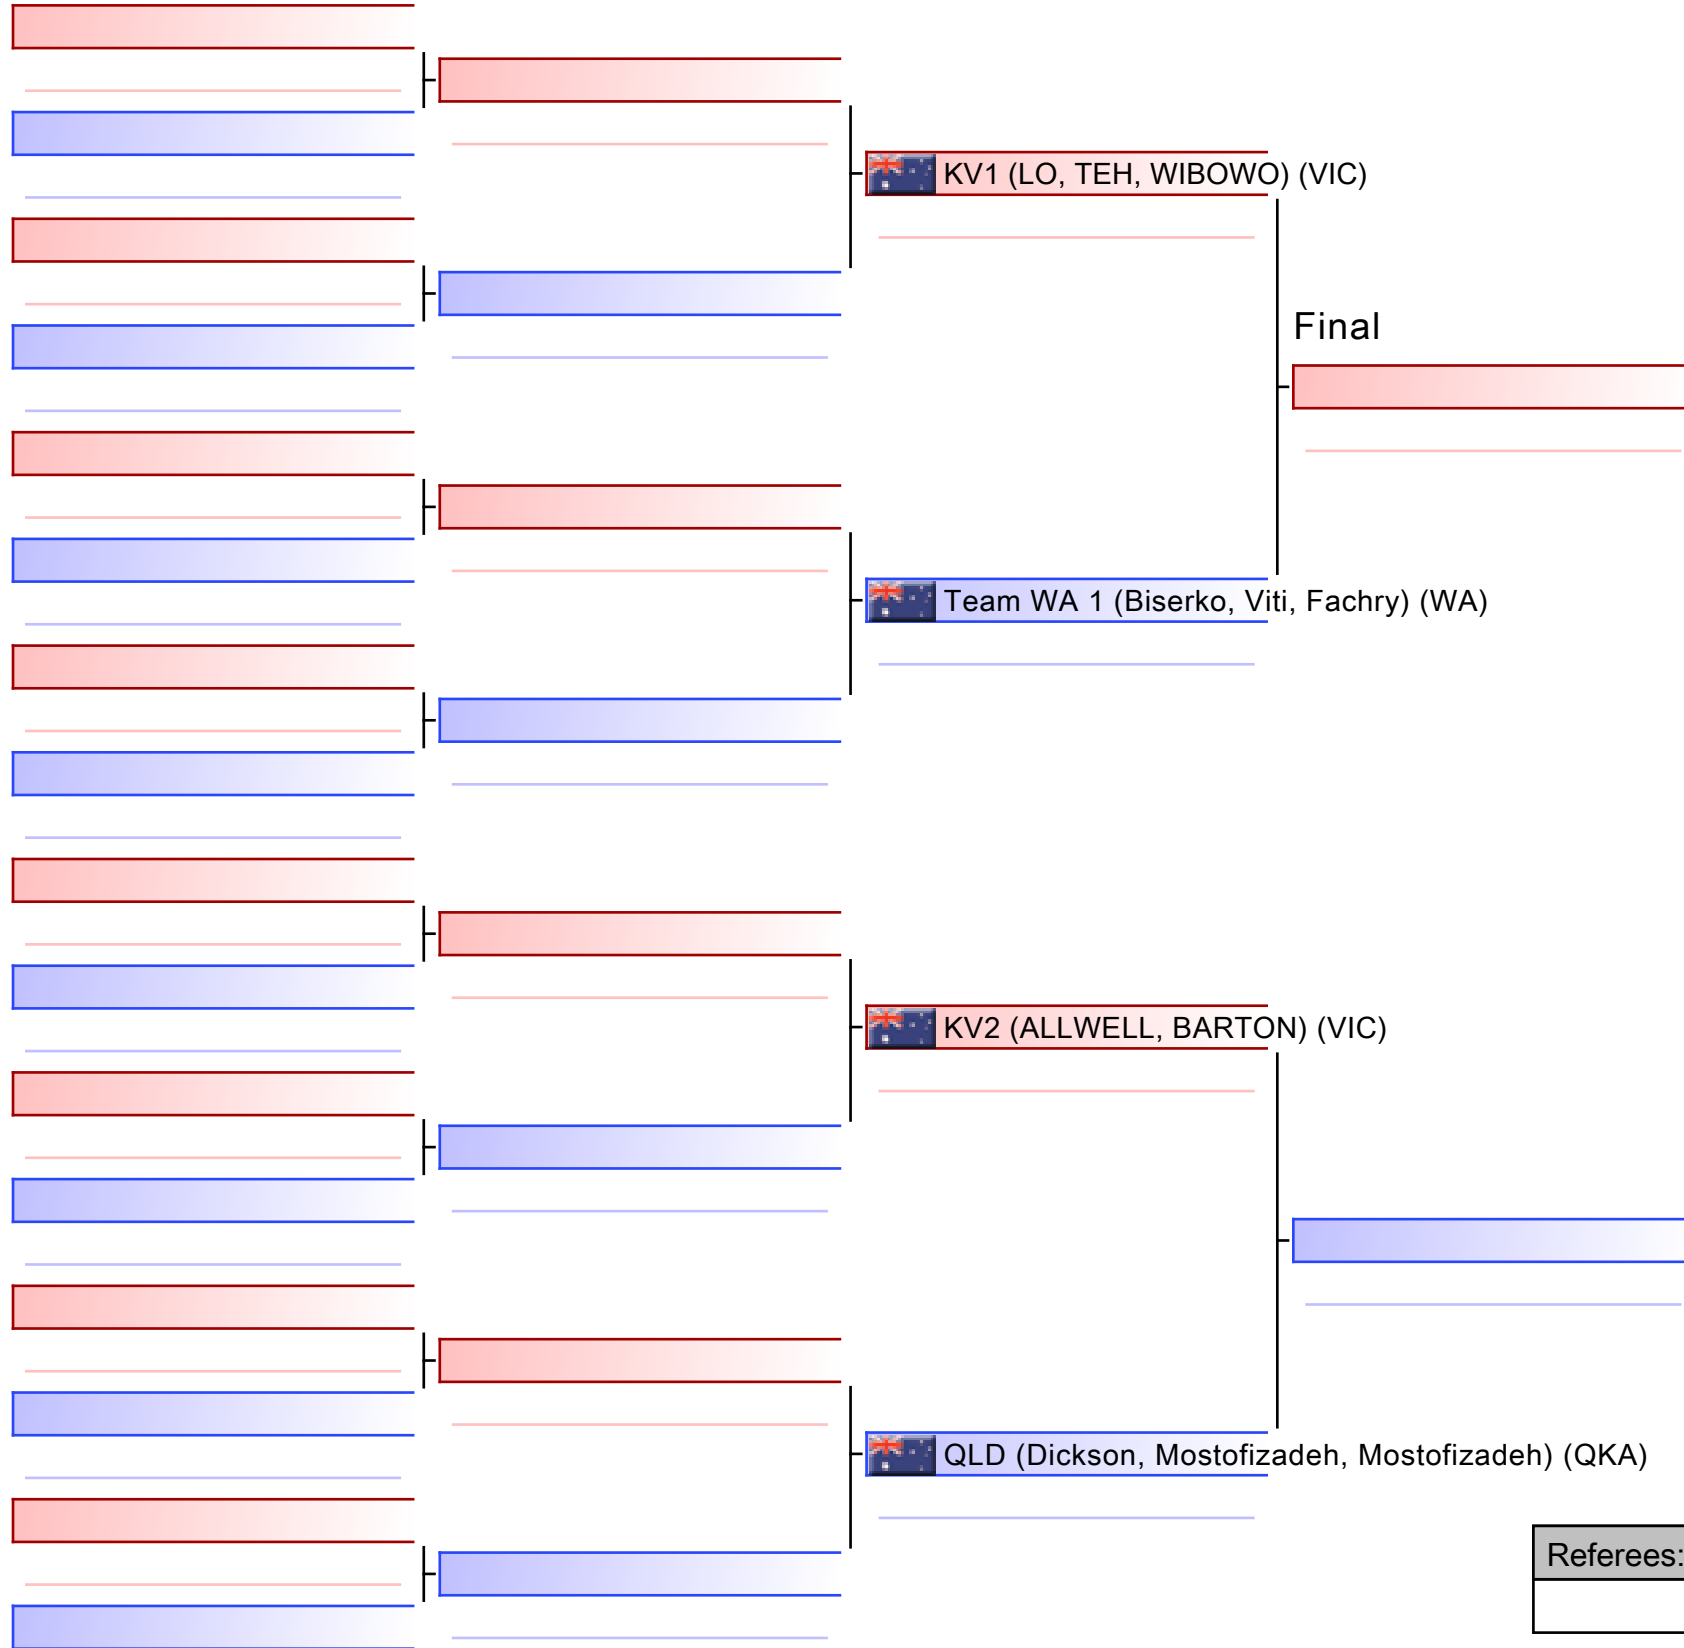 KV1 (LO, TEH, WIBOWO) (VIC)
Final
Team WA 1 (Biserko, Viti, Fachry) (WA)
KV2 (ALLWELL, BARTON) (VIC)
QLD (Dickson, Mostofizadeh, Mostofizadeh) (QKA)
Referees: